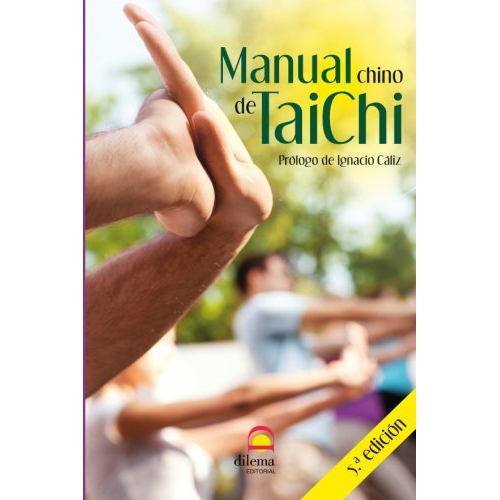 Manual chino
de TaiChi
Prólogo de Ignacio Cáliz
5.ª edición
dilema
EDITORIAL